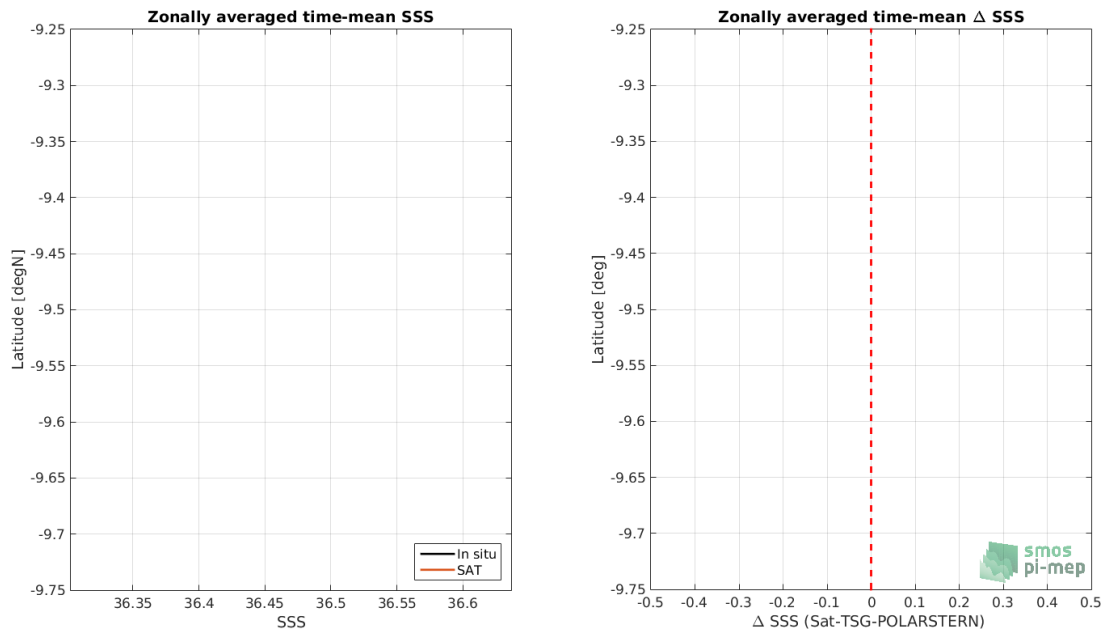 Zonally averaged time-mean SSS
-9.25
-9.3
-9.35
-9.4
-9.45
-9.5
-9.55
-9.6
-9.65
-9.7
-9.75
Latitude [degN]
36.35 36.4 36.45 36.5 36.55 36.6
SSS
In situ
SAT
Zonally averaged time-mean Δ SSS
-9.25
-9.3
-9.35
-9.4
-9.45
-9.5
-9.55
-9.6
-9.65
-9.7
-9.75
Latitude [deg]
-0.5 -0.4 -0.3 -0.2 -0.1 0 0.1 0.2 0.3 0.4 0.5
Δ SSS (Sat-TSG-POLARSTERN)
smos
pi-mep